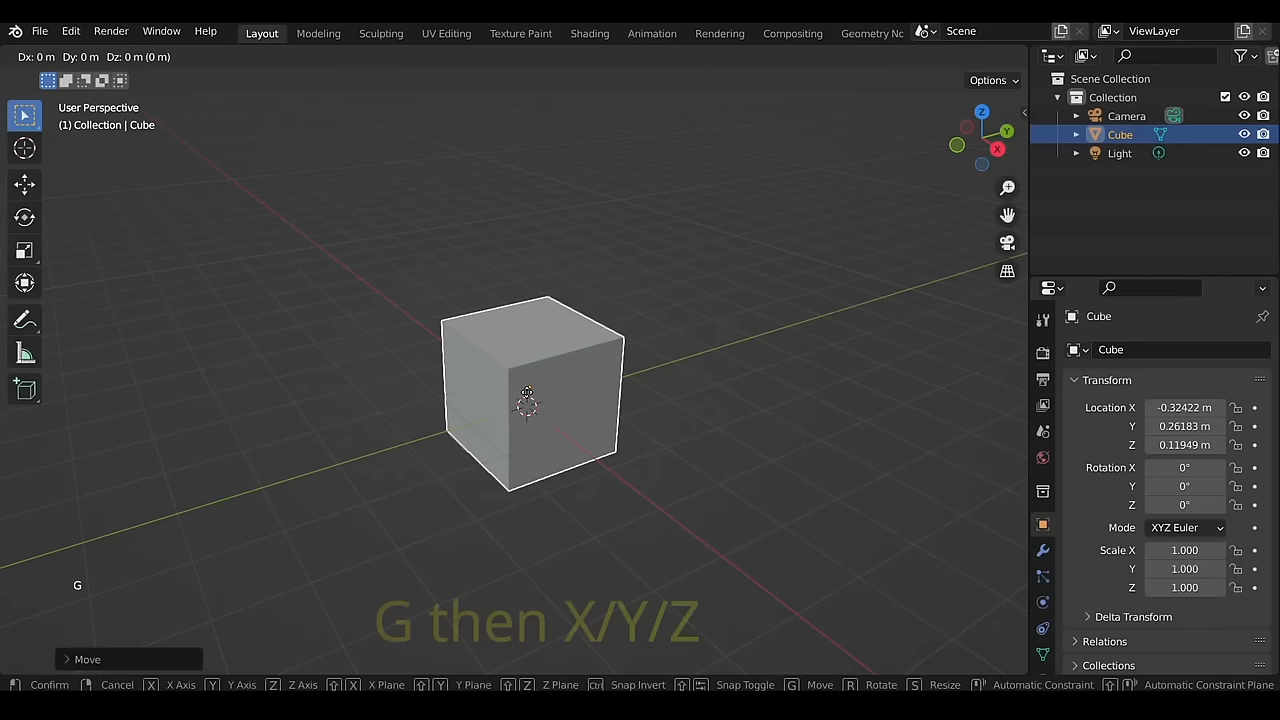 File Edit Render Window Help Layout Modeling Sculpting UV Editing Texture Paint Shading Animation Rendering Compositing Geometry Nc Scene ViewLayer
Dx: 0 m Dy: 0 m Dz: 0 m (0 m)
Options
User Perspective
(1) Collection | Cube
Z
Y
X
Scene Collection
Collection
Camera
Cube
Light
Cube
Cube
Transform
Location X -0.32422 m
Y 0.26183 m
Z 0.11949 m
Rotation X 0°
Y 0°
Z 0°
Mode XYZ Euler
Scale X 1.000
Y 1.000
Z 1.000
Delta Transform
Relations
Collections
G
G then X/Y/Z
Move
Confirm Cancel X X Axis Y Y Axis Z Z Axis X X Plane Y Y Plane Z Z Plane Ctrl Snap Invert Snap Toggle G Move R Rotate S Resize Automatic Constraint Automatic Constraint Plane